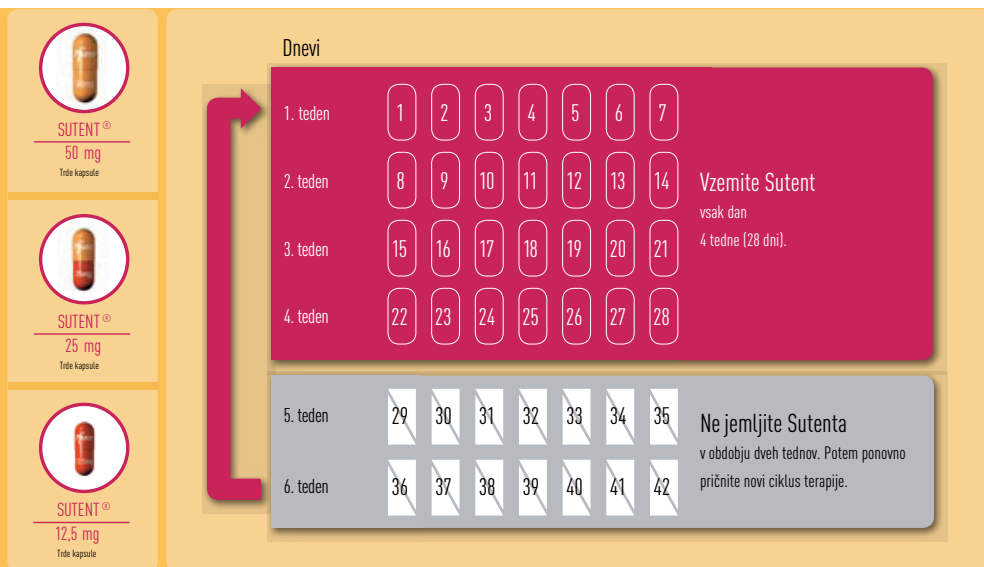 SUTENT®
50 mg
Trde kapsule
SUTENT®
25 mg
Trde kapsule
SUTENT®
12,5 mg
Trde kapsule
Dnevi
1. teden 1 2 3 4 5 6 7
2. teden 8 9 10 11 12 13 14
3. teden 15 16 17 18 19 20 21
4. teden 22 23 24 25 26 27 28
Vzemite Sutent
vsak dan
4 tedne (28 dni).
5. teden 29 30 31 32 33 34 35
6. teden 36 37 38 39 40 41 42
Ne jemljite Sutenta
v obdobju dveh tednov. Potem ponovno
pričnite novi ciklus terapije.